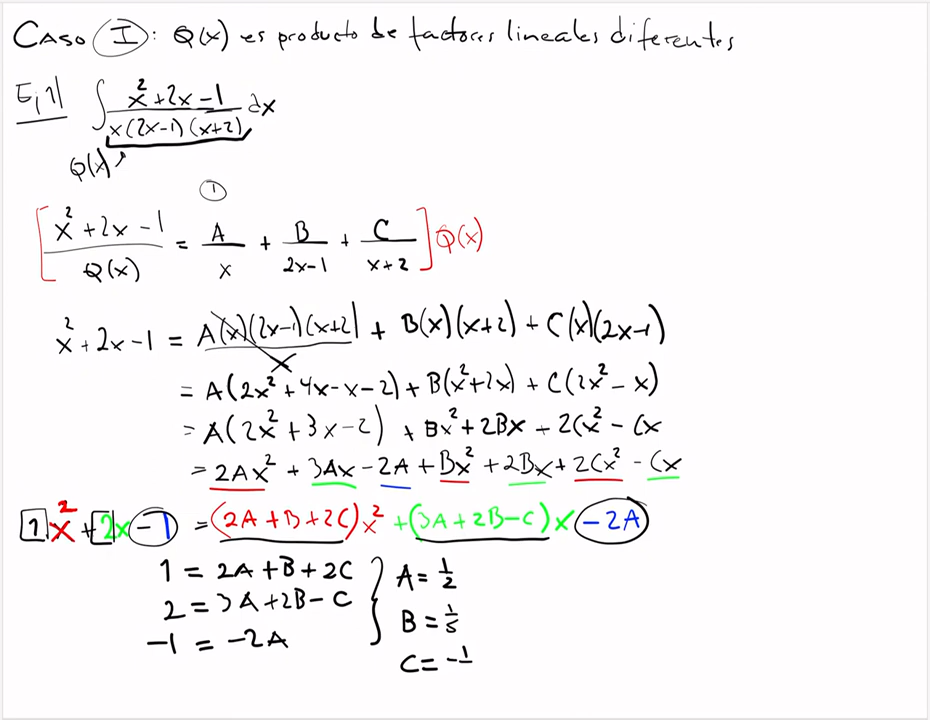 CASO I: Q(x) es producto de factores lineales diferentes
Ej 1| ∫ (x²+2x-1)/(x(2x-1)(x+2)) dx
Q(x)
①
[ (x²+2x-1)/Q(x) = A/x + B/(2x-1) + C/(x+2) ] Q(x)
x²+2x-1 = A(x)(2x-1)(x+2)/x + B(x)(x+2) + C(x)(2x-1)
= A(2x²+4x-x-2) + B(x²+2x) + C(2x²-x)
= A(2x²+3x-2) + Bx²+2Bx + 2Cx² - Cx
= 2Ax² + 3Ax - 2A + Bx² + 2Bx + 2Cx² - Cx
1x²+2x-1 = (2A+B+2C)x² + (3A+2B-C)x - 2A
1 = 2A+B+2C } A = 1/2
2 = 3A+2B-C B = 1/5
-1 = -2A C = -1